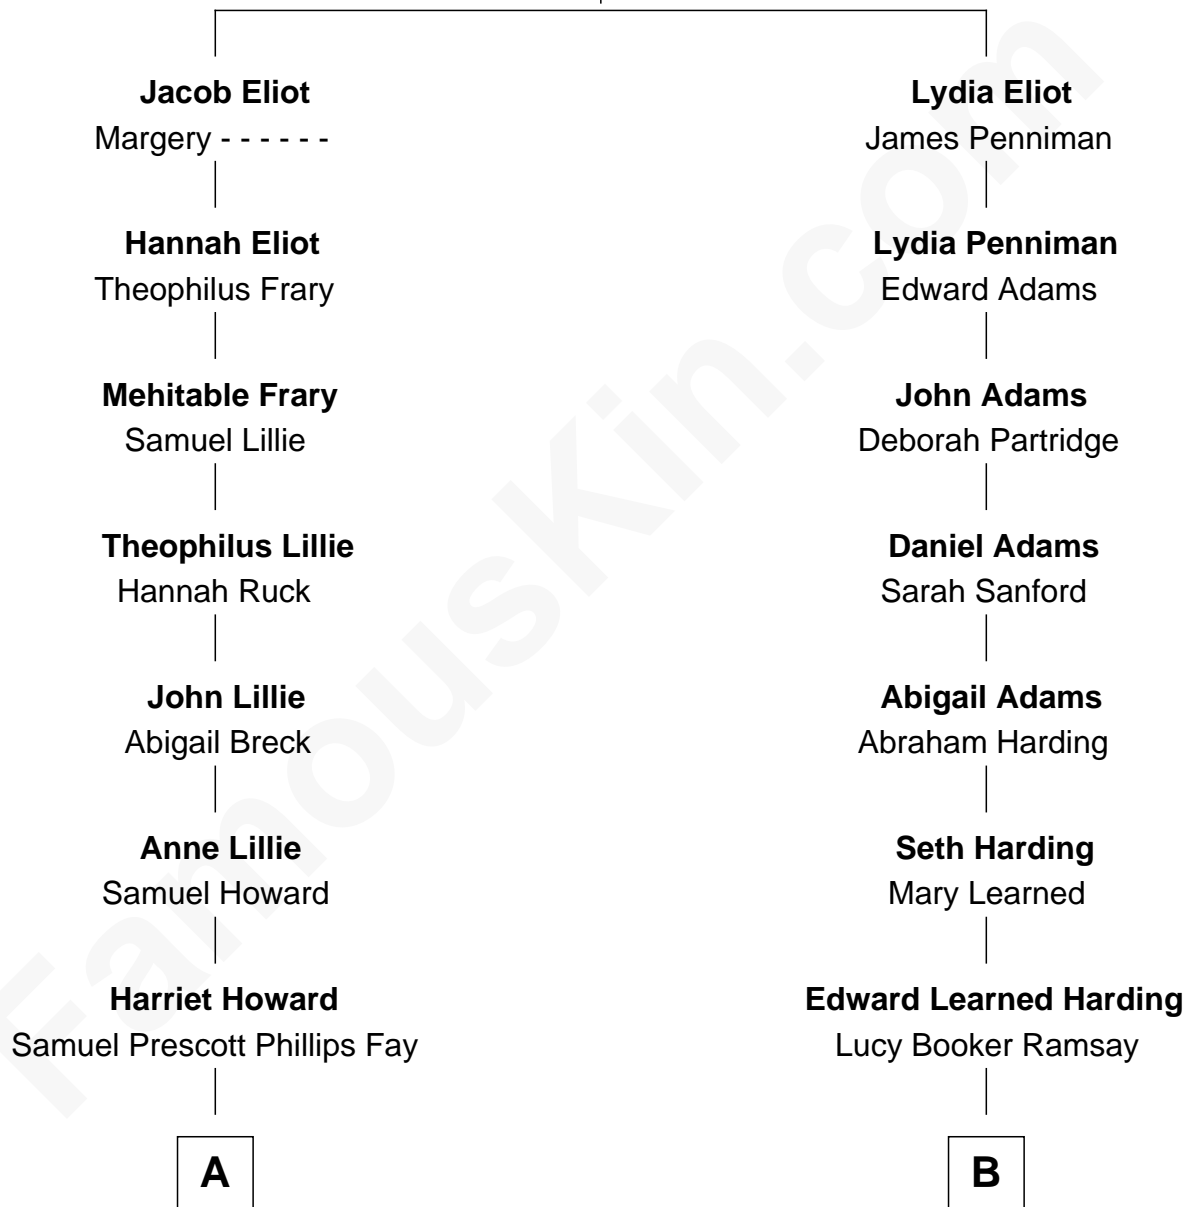 Jacob Eliot
Margery - - - - - -
Hannah Eliot
Theophilus Frary
Mehitable Frary
Samuel Lillie
Theophilus Lillie
Hannah Ruck
John Lillie
Abigail Breck
Anne Lillie
Samuel Howard
Harriet Howard
Samuel Prescott Phillips Fay
A
Lydia Eliot
James Penniman
Lydia Penniman
Edward Adams
John Adams
Deborah Partridge
Daniel Adams
Sarah Sanford
Abigail Adams
Abraham Harding
Seth Harding
Mary Learned
Edward Learned Harding
Lucy Booker Ramsay
B
FamousKin.com